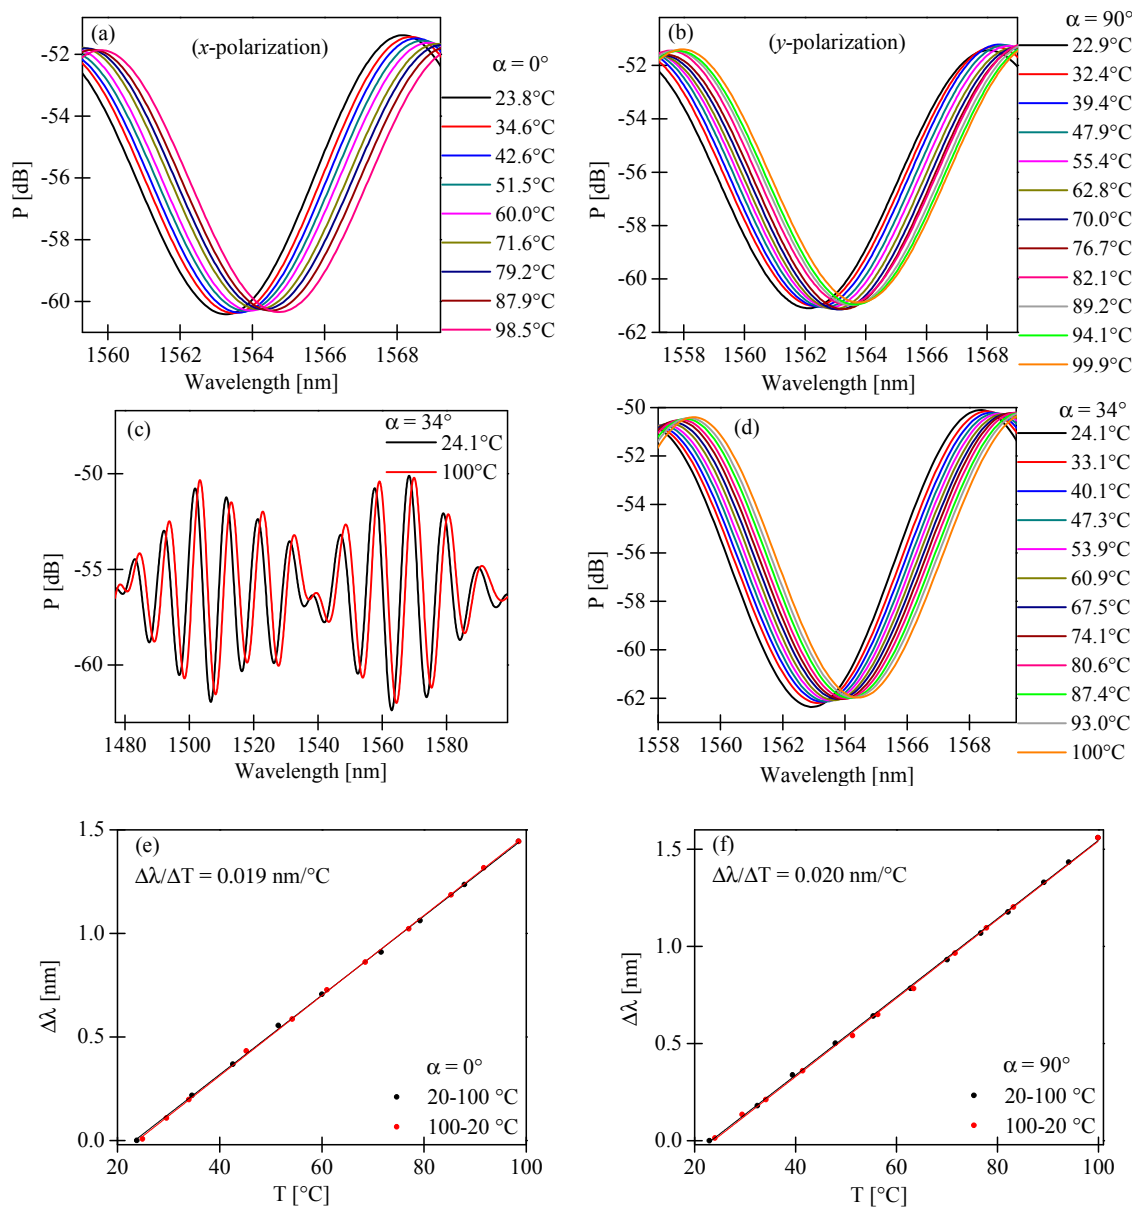 (a)
(x-polarization)
α = 0°
23.8°C
34.6°C
42.6°C
51.5°C
60.0°C
71.6°C
79.2°C
87.9°C
98.5°C
-52
-54
-56
-58
-60
P [dB]
1560 1562 1564 1566 1568
Wavelength [nm]
(b)
(y-polarization)
α = 90°
22.9°C
32.4°C
39.4°C
47.9°C
55.4°C
62.8°C
70.0°C
76.7°C
82.1°C
89.2°C
94.1°C
99.9°C
-52
-54
-56
-58
-60
-62
P [dB]
1558 1560 1562 1564 1566 1568
Wavelength [nm]
(c)
α = 34°
24.1°C
100°C
-50
-55
-60
P [dB]
1480 1500 1520 1540 1560 1580
Wavelength [nm]
(d)
α = 34°
24.1°C
33.1°C
40.1°C
47.3°C
53.9°C
60.9°C
67.5°C
74.1°C
80.6°C
87.4°C
93.0°C
100°C
-50
-52
-54
-56
-58
-60
-62
P [dB]
1558 1560 1562 1564 1566 1568
Wavelength [nm]
(e)
Δλ/ΔT = 0.019 nm/°C
1.5
1.0
0.5
0.0
Δλ [nm]
α = 0°
20-100 °C
100-20 °C
20 40 60 80 100
T [°C]
(f)
Δλ/ΔT = 0.020 nm/°C
1.5
1.0
0.5
0.0
Δλ [nm]
α = 90°
20-100 °C
100-20 °C
20 40 60 80 100
T [°C]